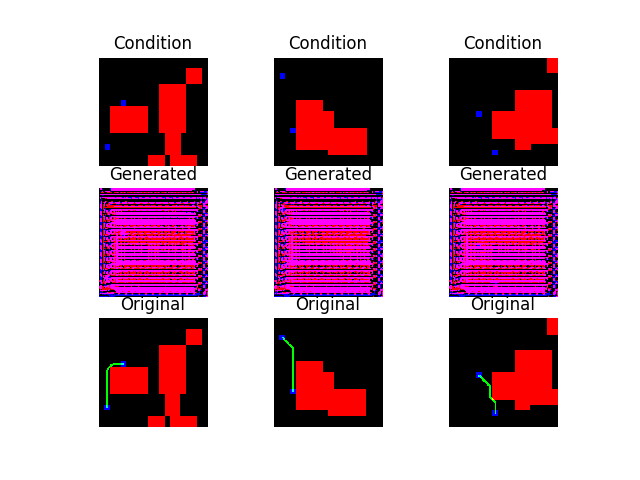 Condition Condition Condition
Generated Generated Generated
Original Original Original